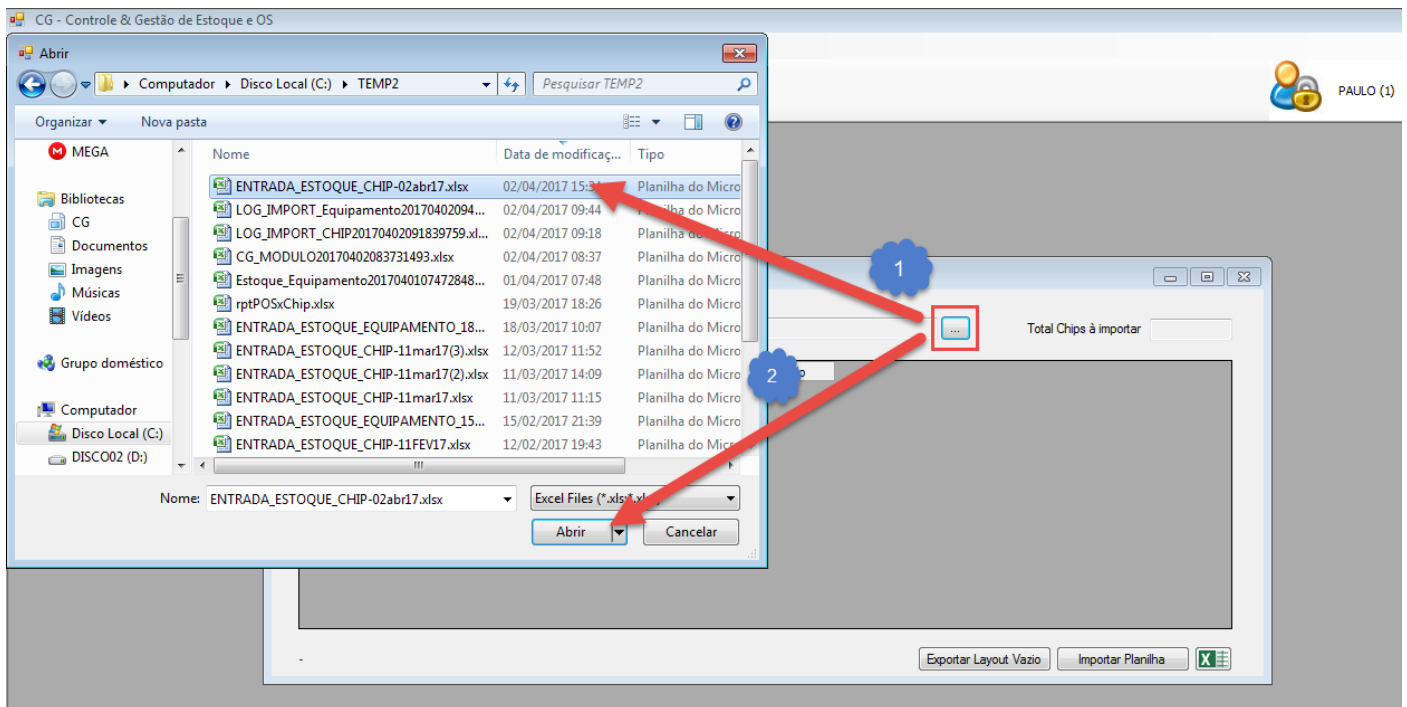 CG - Controle & Gestão de Estoque e OS
Abrir
Computador Disco Local (C:) TEMP2 Pesquisar TEMP2
PAULO (1)
Organizar Nova pasta
MEGA
Bibliotecas
CG
Documentos
Imagens
Músicas
Vídeos
Grupo doméstico
Computador
Disco Local (C:)
DISCO02 (D:)
Nome Data de modificaç... Tipo
ENTRADA_ESTOQUE_CHIP-02abr17.xlsx 02/04/2017 Planilha do Micro
LOG_IMPORT_Equipamento20170402094... 02/04/2017 09:44 Planilha do Micro
LOG_IMPORT_CHIP20170402091839759.xl... 02/04/2017 09:18 Planilha do Micro
CG_MODULO20170402083731493.xlsx 02/04/2017 08:37 Planilha do Micro
Estoque_Equipamento2017040107472848... 01/04/2017 07:48 Planilha do Micro
rptPOSxChip.xlsx 19/03/2017 18:26 Planilha do Micro
ENTRADA_ESTOQUE_EQUIPAMENTO_18... 18/03/2017 10:07 Planilha do Micro
ENTRADA_ESTOQUE_CHIP-11mar17(3).xlsx 12/03/2017 11:52 Planilha do Micro
ENTRADA_ESTOQUE_CHIP-11mar17(2).xlsx 11/03/2017 14:09 Planilha do Micro
ENTRADA_ESTOQUE_CHIP-11mar17.xlsx 11/03/2017 11:15 Planilha do Micro
ENTRADA_ESTOQUE_EQUIPAMENTO_15... 15/02/2017 21:39 Planilha do Micro
ENTRADA_ESTOQUE_CHIP-11FEV17.xlsx 12/02/2017 19:43 Planilha do Micro
Nome: ENTRADA_ESTOQUE_CHIP-02abr17.xlsx Excel Files
Abrir Cancelar
1
2
... Total Chips à importar
- Exportar Layout Vazio Importar Planilha